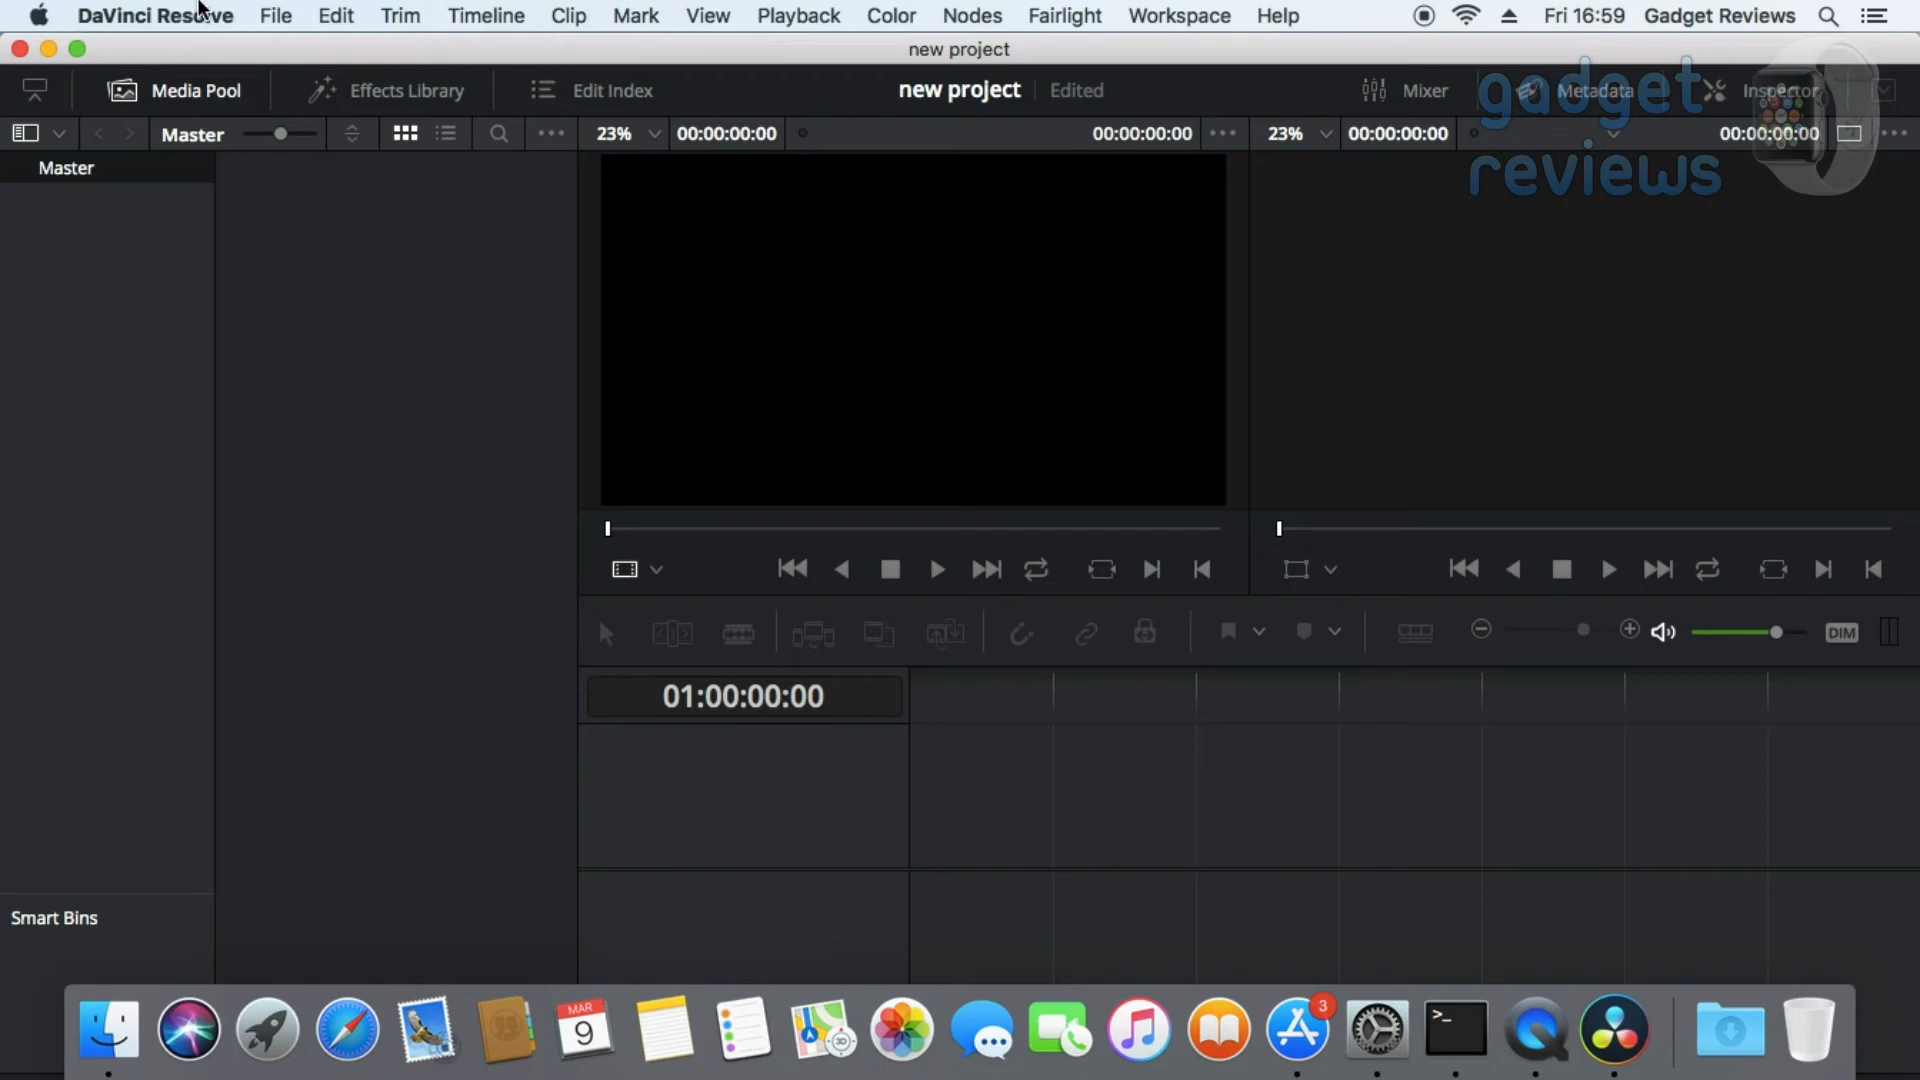 DaVinci Resolve File Edit Trim Timeline Clip Mark View Playback Color Nodes Fairlight Workspace Help Fri 16:59 Gadget Reviews
new project
Media Pool Effects Library Edit Index new project Edited Mixer Metadata Inspector
gadget
reviews
Master 23% 00:00:00:00 00:00:00:00 23% 00:00:00:00 00:00:00:00
Master
DIM
01:00:00:00
Smart Bins
MAR
9
3D
3
>_